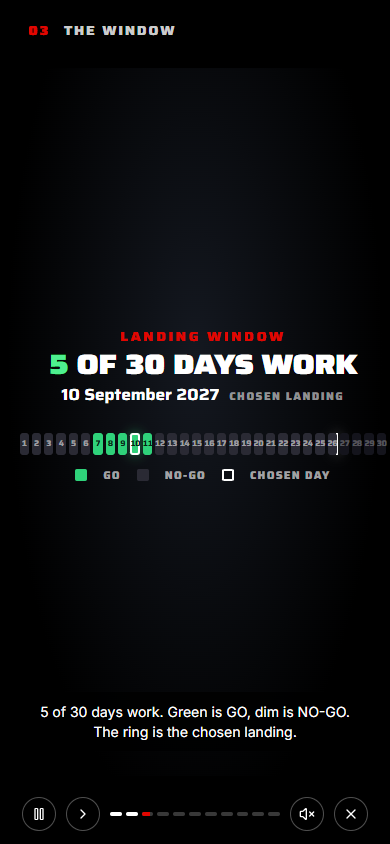 03 THE WINDOW
LANDING WINDOW
5 OF 30 DAYS WORK
10 September 2027 CHOSEN LANDING
1 2 3 4 5 6 7 8 9 10 11 12 13 14 15 16 17 18 19 20 21 22 23 24 25 26 27 28 29 30
GO NO-GO CHOSEN DAY
5 of 30 days work. Green is GO, dim is NO-GO.
The ring is the chosen landing.